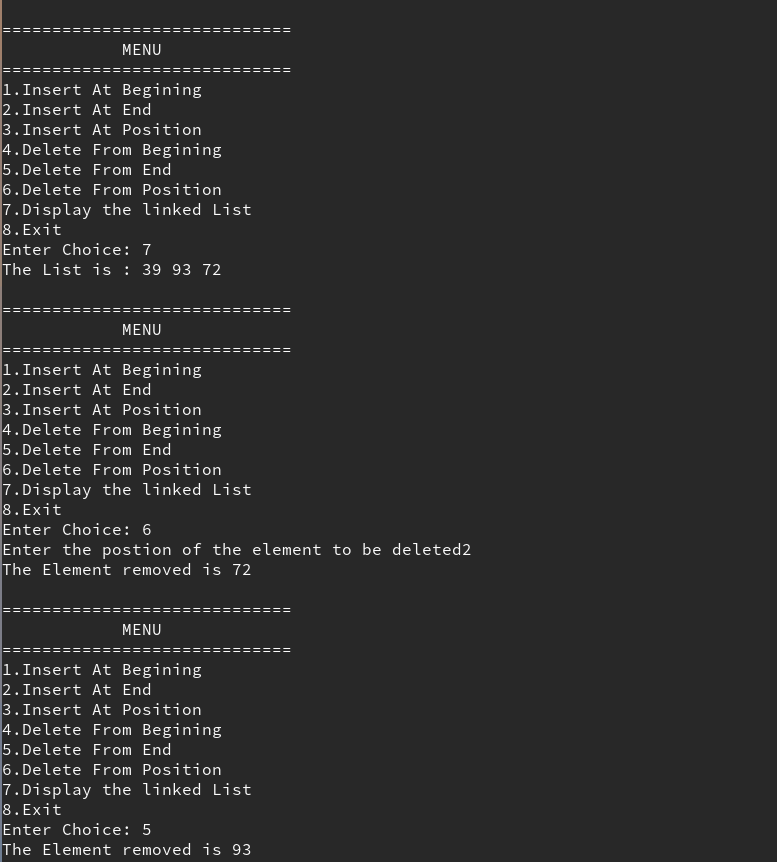 =============================
            MENU
=============================
1.Insert At Begining
2.Insert At End
3.Insert At Position
4.Delete From Begining
5.Delete From End
6.Delete From Position
7.Display the linked List
8.Exit
Enter Choice: 7
The List is : 39 93 72
=============================
            MENU
=============================
1.Insert At Begining
2.Insert At End
3.Insert At Position
4.Delete From Begining
5.Delete From End
6.Delete From Position
7.Display the linked List
8.Exit
Enter Choice: 6
Enter the postion of the element to be deleted2
The Element removed is 72
=============================
            MENU
=============================
1.Insert At Begining
2.Insert At End
3.Insert At Position
4.Delete From Begining
5.Delete From End
6.Delete From Position
7.Display the linked List
8.Exit
Enter Choice: 5
The Element removed is 93